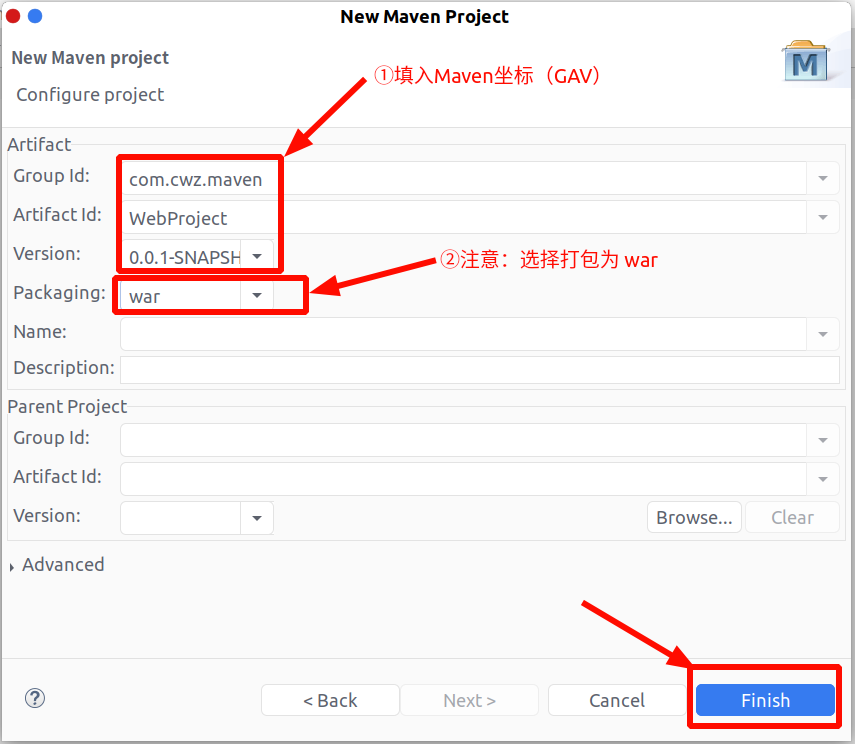 New Maven Project
New Maven project
Configure project
M
①填入Maven坐标（GAV）
Artifact
Group Id: com.cwz.maven
Artifact Id: WebProject
Version: 0.0.1-SNAPSH
②注意：选择打包为 war
Packaging: war
Name:
Description:
Parent Project
Group Id:
Artifact Id:
Version:
Browse... Clear
Advanced
? < Back Next > Cancel Finish